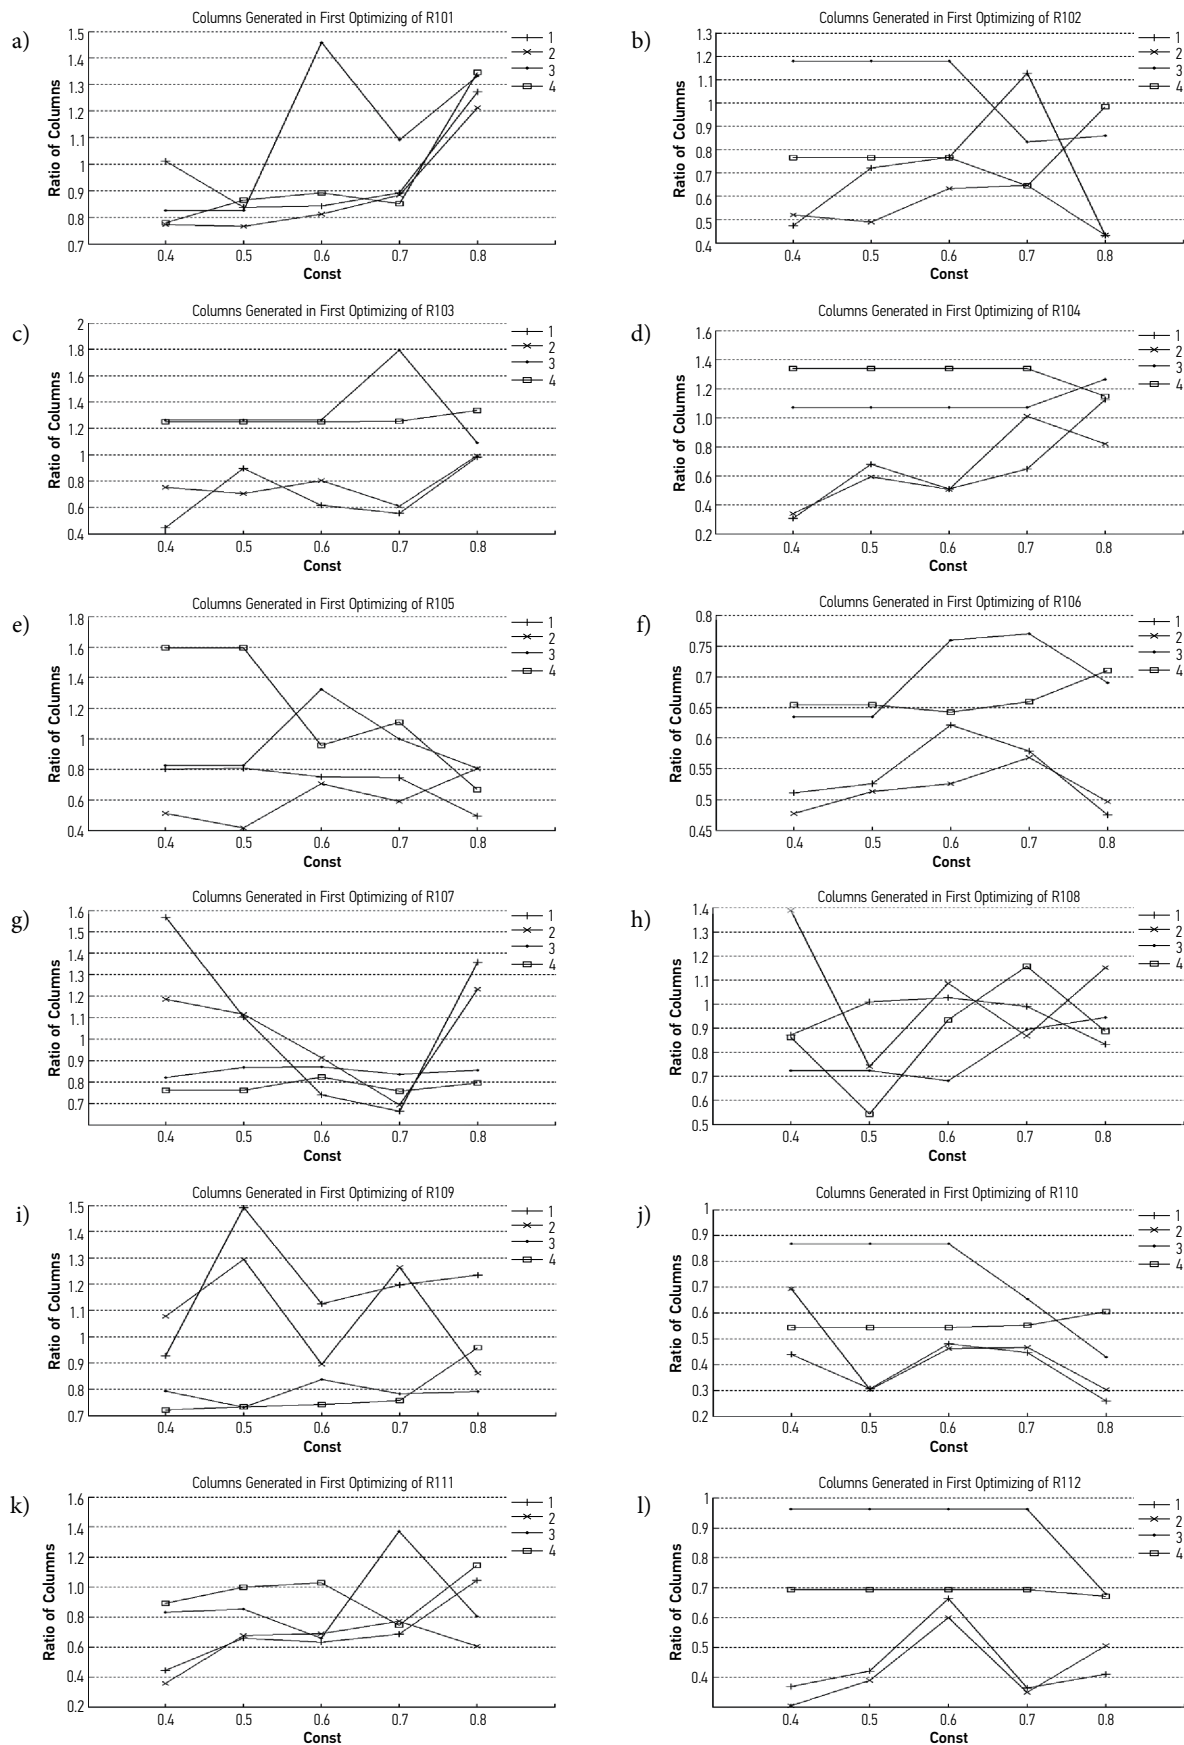 a)
Columns Generated in First Optimizing of R101
Ratio of Columns
1.5
1.4
1.3
1.2
1.1
1
0.9
0.8
0.7
0.4 0.5 0.6 0.7 0.8
Const
1
2
3
4
b)
Columns Generated in First Optimizing of R102
Ratio of Columns
1.3
1.2
1.1
1
0.9
0.8
0.7
0.6
0.5
0.4
0.4 0.5 0.6 0.7 0.8
Const
1
2
3
4
c)
Columns Generated in First Optimizing of R103
Ratio of Columns
2
1.8
1.6
1.4
1.2
1
0.8
0.6
0.4
0.4 0.5 0.6 0.7 0.8
Const
1
2
3
4
d)
Columns Generated in First Optimizing of R104
Ratio of Columns
1.6
1.4
1.2
1.0
0.8
0.6
0.4
0.2
0.4 0.5 0.6 0.7 0.8
Const
1
2
3
4
e)
Columns Generated in First Optimizing of R105
Ratio of Columns
1.8
1.6
1.4
1.2
1
0.8
0.6
0.4
0.4 0.5 0.6 0.7 0.8
Const
1
2
3
4
f)
Columns Generated in First Optimizing of R106
Ratio of Columns
0.8
0.75
0.7
0.65
0.6
0.55
0.5
0.45
0.4 0.5 0.6 0.7 0.8
Const
1
2
3
4
g)
Columns Generated in First Optimizing of R107
Ratio of Columns
1.6
1.5
1.4
1.3
1.2
1.1
1
0.9
0.8
0.7
0.4 0.5 0.6 0.7 0.8
Const
1
2
3
4
h)
Columns Generated in First Optimizing of R108
Ratio of Columns
1.4
1.3
1.2
1.1
1
0.9
0.8
0.7
0.6
0.5
0.4 0.5 0.6 0.7 0.8
Const
1
2
3
4
i)
Columns Generated in First Optimizing of R109
Ratio of Columns
1.5
1.4
1.3
1.2
1.1
1
0.9
0.8
0.7
0.4 0.5 0.6 0.7 0.8
Const
1
2
3
4
j)
Columns Generated in First Optimizing of R110
Ratio of Columns
1
0.9
0.8
0.7
0.6
0.5
0.4
0.3
0.2
0.4 0.5 0.6 0.7 0.8
Const
1
2
3
4
k)
Columns Generated in First Optimizing of R111
Ratio of Columns
1.6
1.4
1.2
1.0
0.8
0.6
0.4
0.2
0.4 0.5 0.6 0.7 0.8
Const
1
2
3
4
l)
Columns Generated in First Optimizing of R112
Ratio of Columns
1
0.9
0.8
0.7
0.6
0.5
0.4
0.4 0.5 0.6 0.7 0.8
Const
1
2
3
4